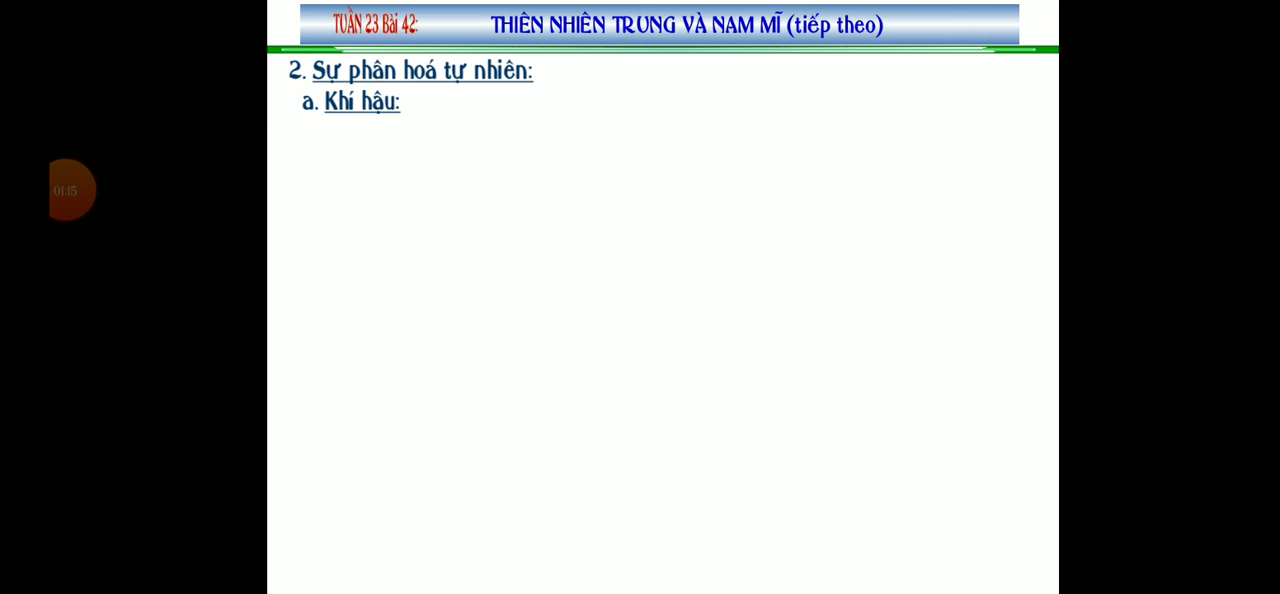 TUẦN 23 Bài 42: THIÊN NHIÊN TRUNG VÀ NAM MĨ (tiếp theo)
2. Sự phân hoá tự nhiên:
a. Khí hậu:
01:15